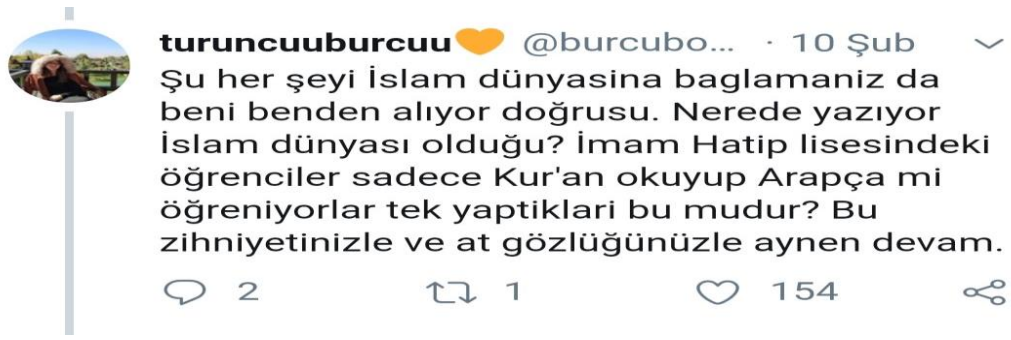 turuncuuburcuu🧡 @burcubo... · 10 Şub
Şu her şeyi İslam dünyasina baglamaniz da
beni benden alıyor doğrusu. Nerede yazıyor
İslam dünyası olduğu? İmam Hatip lisesindeki
öğrenciler sadece Kur'an okuyup Arapça mi
öğreniyorlar tek yaptiklari bu mudur? Bu
zihniyetinizle ve at gözlüğünüzle aynen devam.
2 1 154